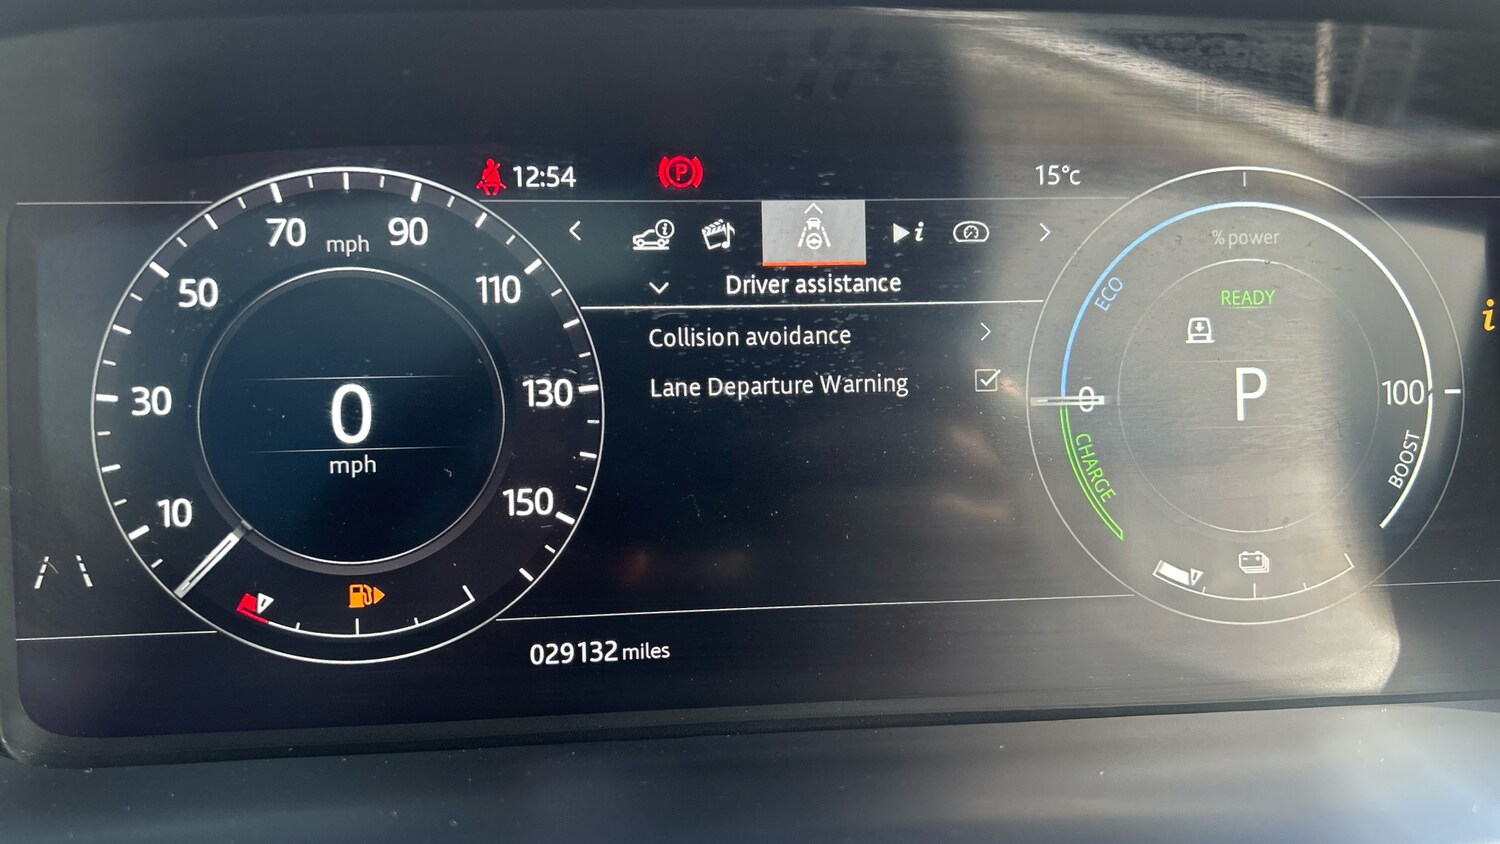 12:54
P
15°c
70 mph 90
50 110
30 130
10 150
0
mph
i
i
Driver assistance
Collision avoidance
Lane Departure Warning
029132 miles
% power
READY
ECO
0
P
100
CHARGE
BOOST
i